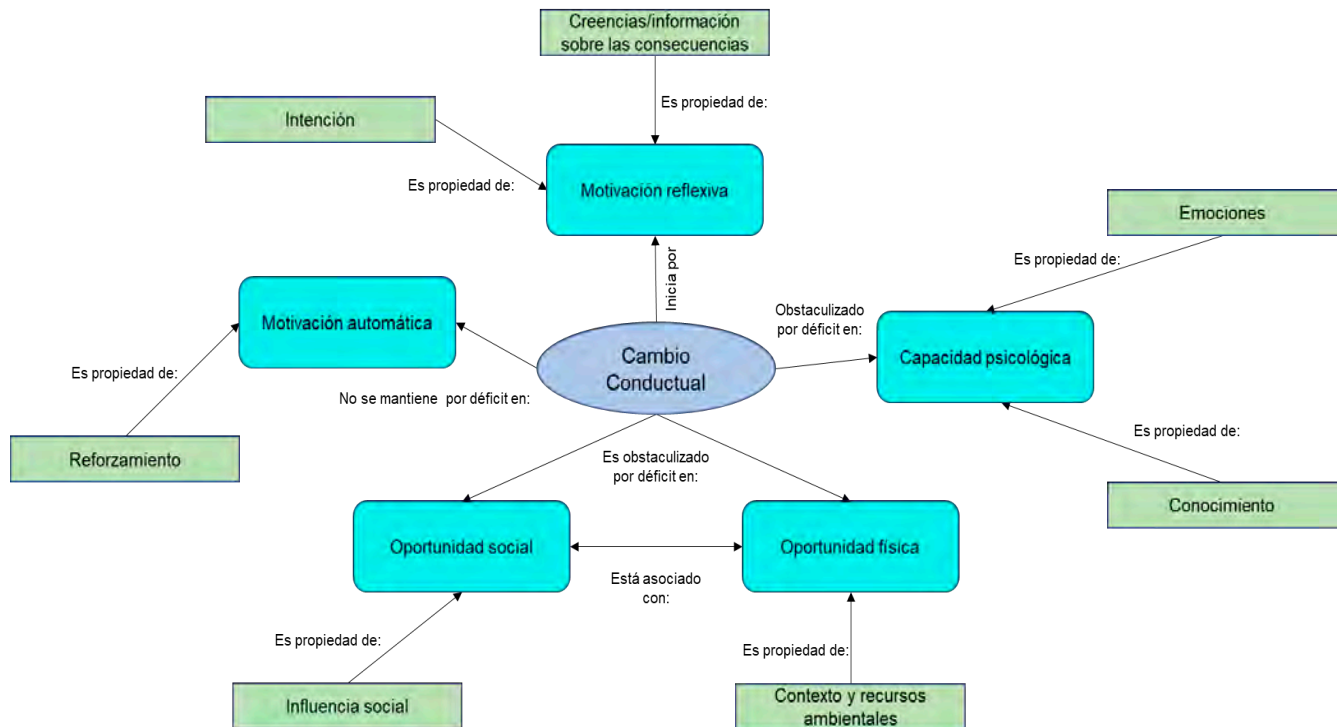 Creencias/información
sobre las consecuencias
Es propiedad de:
Intención
Es propiedad de:
Motivación reflexiva
Emociones
Es propiedad de:
Inicia por
Motivación automática
Obstaculizado
por déficit en:
Cambio
Conductual
Capacidad psicológica
Es propiedad de:
No se mantiene por déficit en:
Es propiedad de:
Reforzamiento
Es obstaculizado
por déficit en:
Conocimiento
Oportunidad social
Oportunidad física
Está asociado
con:
Es propiedad de:
Es propiedad de:
Influencia social
Contexto y recursos
ambientales